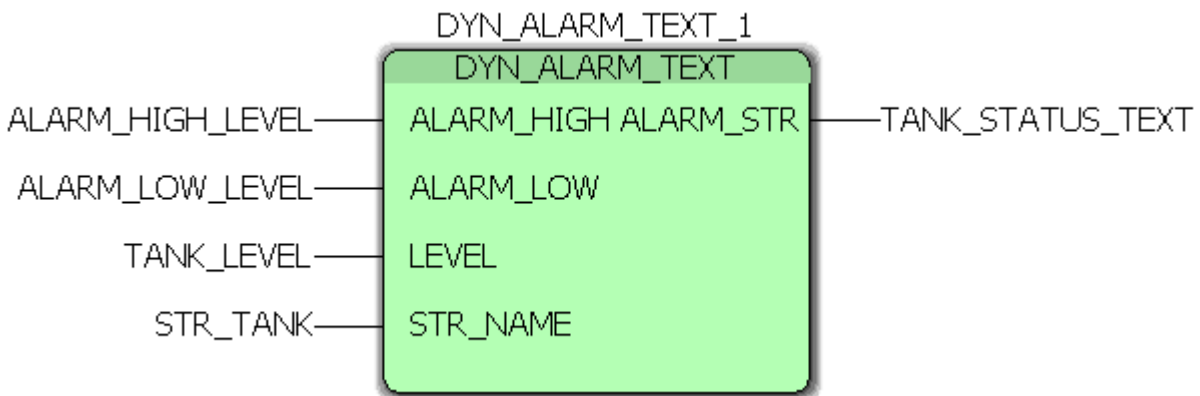 DYN_ALARM_TEXT_1
DYN_ALARM_TEXT
ALARM_HIGH_LEVEL ALARM_HIGH ALARM_STR TANK_STATUS_TEXT
ALARM_LOW_LEVEL ALARM_LOW
TANK_LEVEL LEVEL
STR_TANK STR_NAME